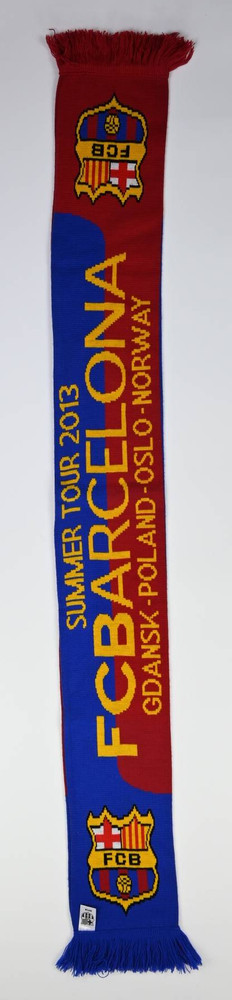 FCB
SUMMER TOUR 2013
FCBARCELONA
GDANSK-POLAND-OSLO-NORWAY
FCB